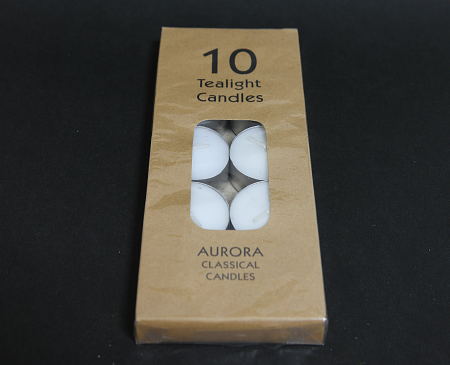 10
Tealight
Candles
AURORA
CLASSICAL
CANDLES